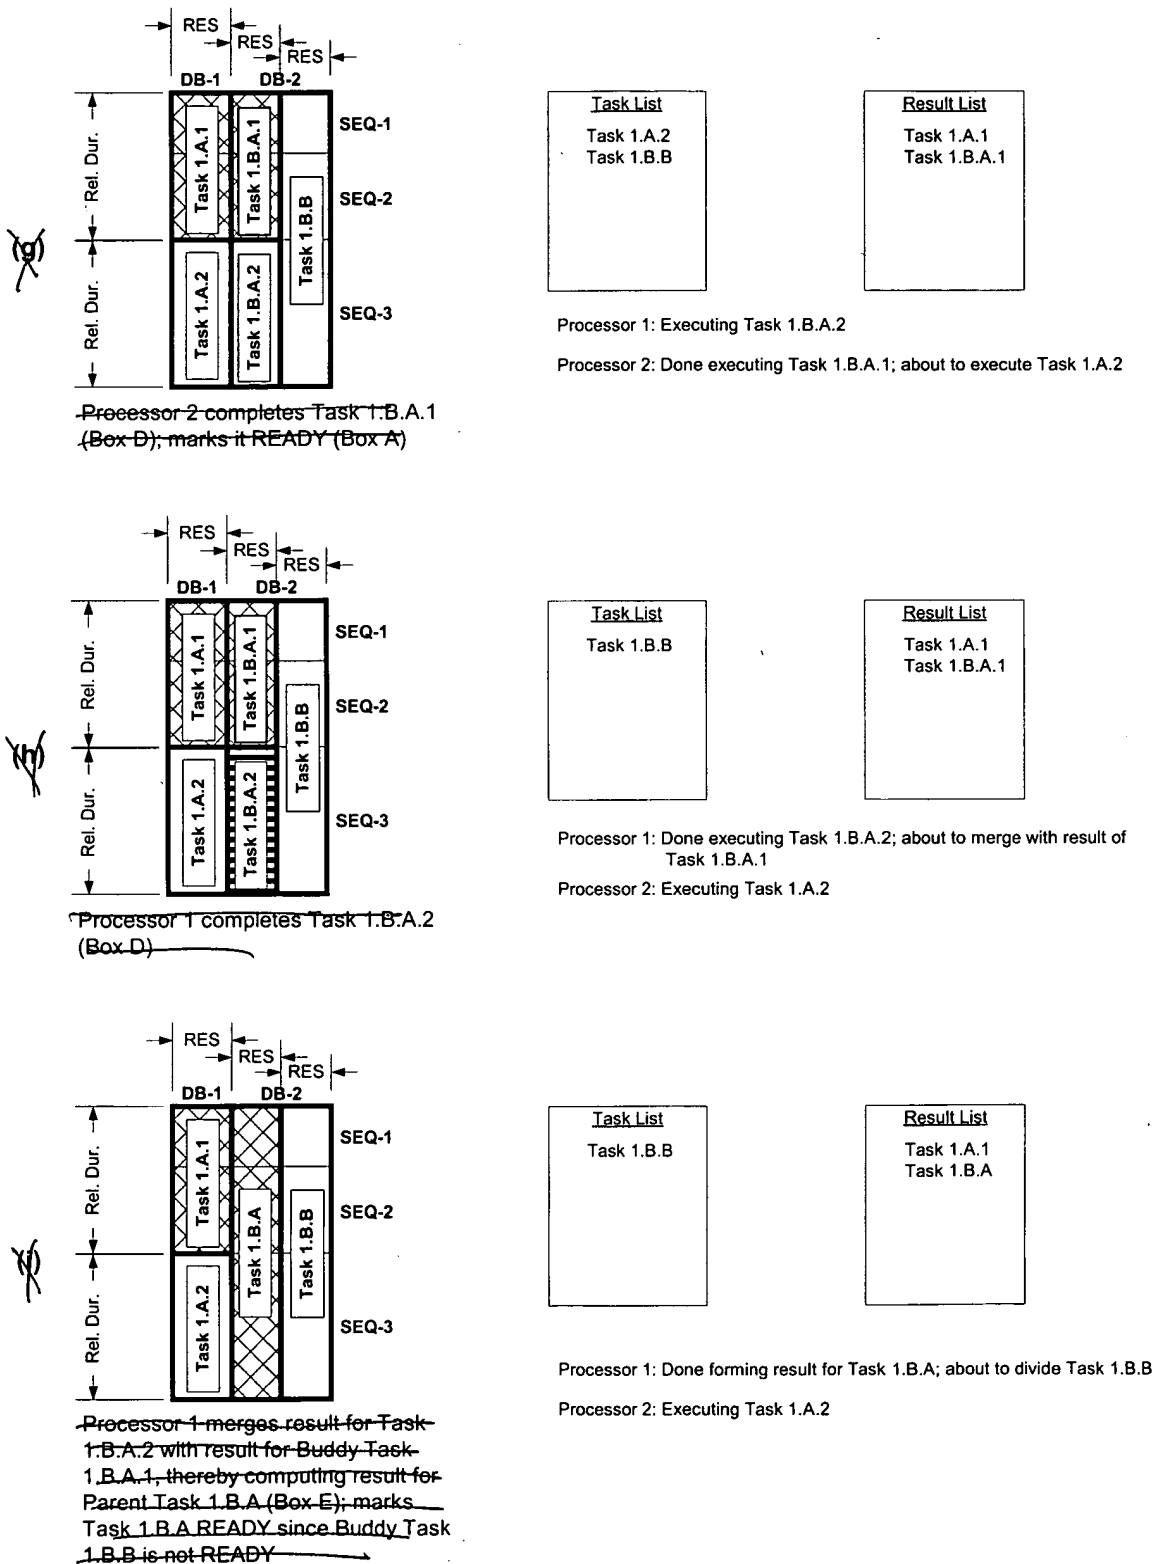 RES
RES
RES
DB-1 DB-2
Rel. Dur.
Rel. Dur.
Task 1.A.1
Task 1.B.A.1
Task 1.A.2
Task 1.B.A.2
Task 1.B.B
SEQ-1
SEQ-2
SEQ-3
(g)
Processor 2 completes Task 1.B.A.1
(Box D); marks it READY (Box A)
Task List
Task 1.A.2
Task 1.B.B
Result List
Task 1.A.1
Task 1.B.A.1
Processor 1: Executing Task 1.B.A.2
Processor 2: Done executing Task 1.B.A.1; about to execute Task 1.A.2
RES
RES
RES
DB-1 DB-2
Rel. Dur.
Rel. Dur.
Task 1.A.1
Task 1.B.A.1
Task 1.A.2
Task 1.B.A.2
Task 1.B.B
SEQ-1
SEQ-2
SEQ-3
(h)
Processor 1 completes Task 1.B.A.2
(Box D)
Task List
Task 1.B.B
Result List
Task 1.A.1
Task 1.B.A.1
Processor 1: Done executing Task 1.B.A.2; about to merge with result of
Task 1.B.A.1
Processor 2: Executing Task 1.A.2
RES
RES
RES
DB-1 DB-2
Rel. Dur.
Rel. Dur.
Task 1.A.1
Task 1.A.2
Task 1.B.A
Task 1.B.B
SEQ-1
SEQ-2
SEQ-3
(i)
Processor 1 merges result for Task
1.B.A.2 with result for Buddy Task
1.B.A.1, thereby computing result for
Parent Task 1.B.A (Box E); marks
Task 1.B.A READY since Buddy Task
1.B.B is not READY
Task List
Task 1.B.B
Result List
Task 1.A.1
Task 1.B.A
Processor 1: Done forming result for Task 1.B.A; about to divide Task 1.B.B
Processor 2: Executing Task 1.A.2